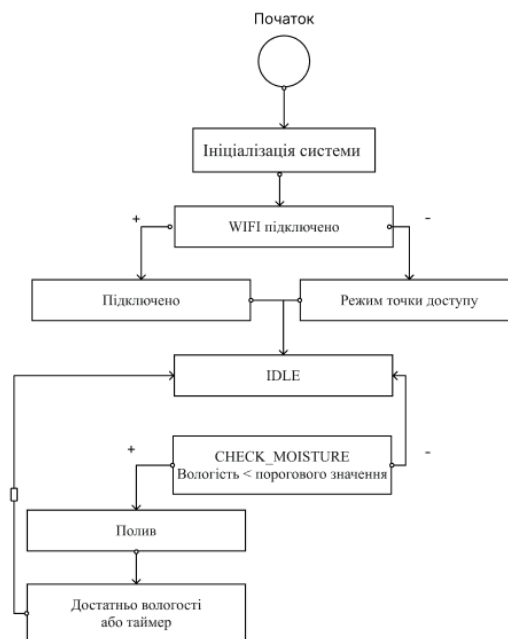 Початок
Ініціалізація системи
+
WIFI підключено
-
Підключено
Режим точки доступу
IDLE
+
CHECK_MOISTURE
Вологість < порогового значення
-
Полив
Достатньо вологості
або таймер